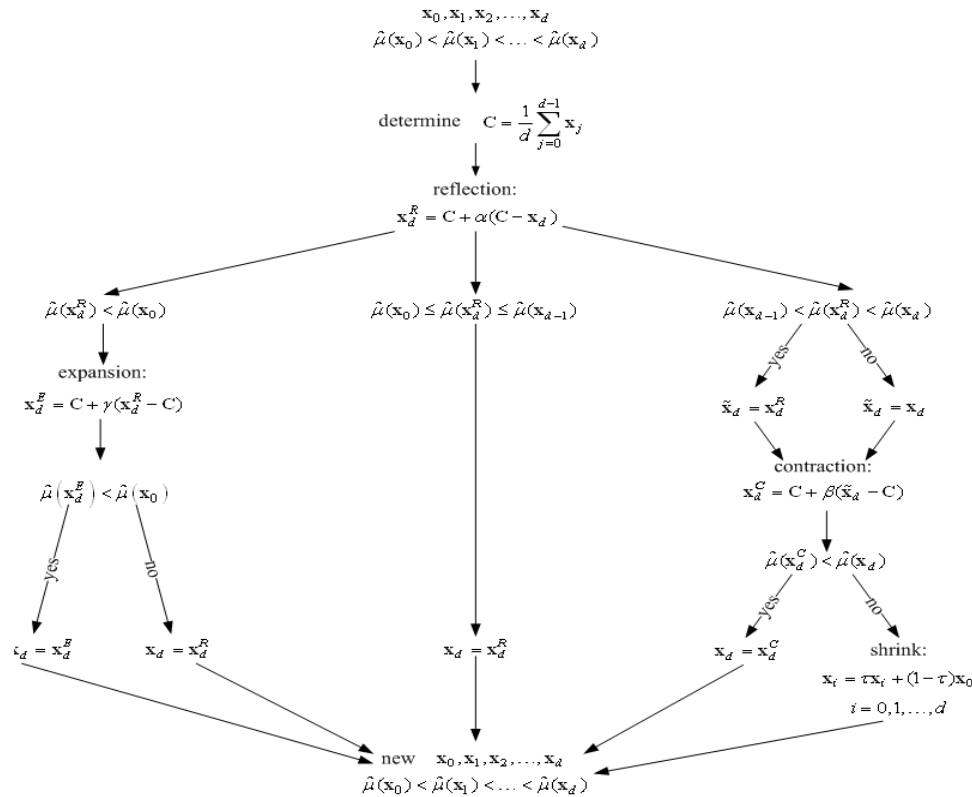 x₀, x₁, x₂, …, x_d
μ̂(x₀) < μ̂(x₁) < … < μ̂(x_d)
determine C = 1/d ∑_{j=0}^{d−1} x_j
reflection:
x_d^R = C + α(C − x_d)
μ̂(x_d^R) < μ̂(x₀)
μ̂(x₀) ≤ μ̂(x_d^R) ≤ μ̂(x_{d−1})
μ̂(x_{d−1}) < μ̂(x_d^R) < μ̂(x_d)
yes
no
expansion:
x_d^E = C + γ(x_d^R − C)
x̃_d = x_d^R
x̃_d = x_d
contraction:
x_d^C = C + β(x̃_d − C)
μ̂(x_d^E) < μ̂(x₀)
μ̂(x_d^C) < μ̂(x_d)
yes
no
yes
no
x_d = x_d^E
x_d = x_d^R
x_d = x_d^R
x_d = x_d^C
shrink:
x_i = τx_i + (1 − τ)x₀
i = 0,1,…,d
new x₀, x₁, x₂, …, x_d
μ̂(x₀) < μ̂(x₁) < … < μ̂(x_d)